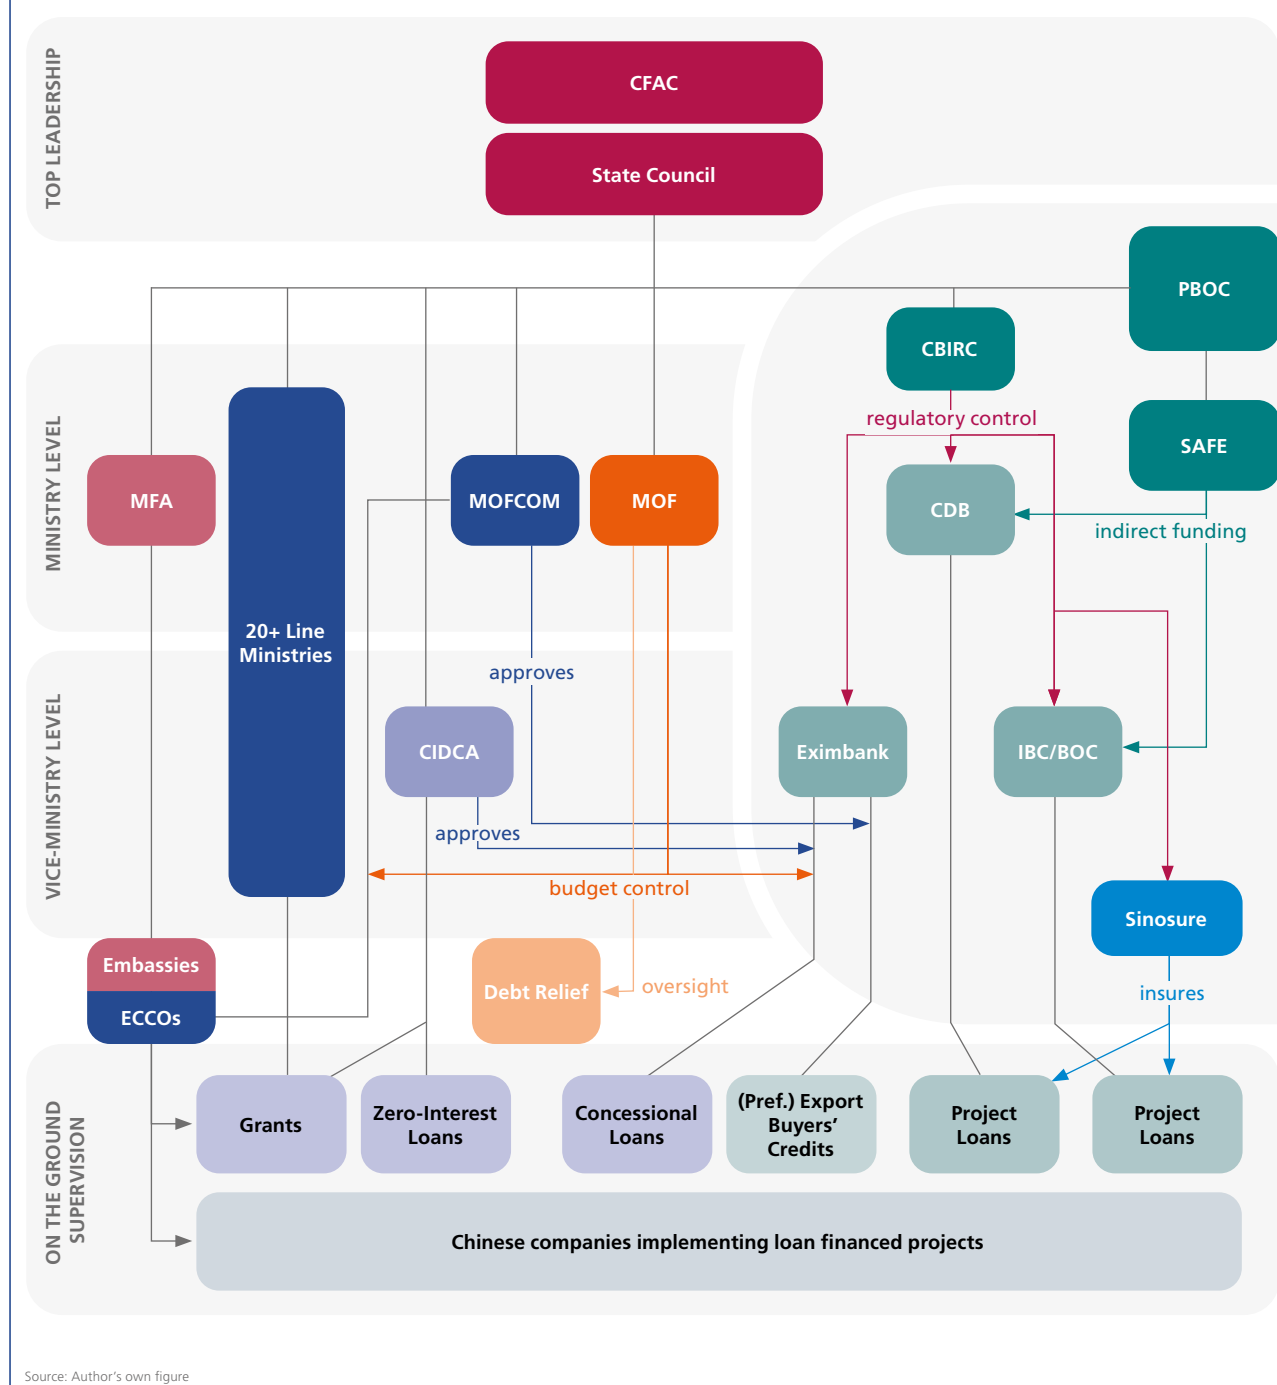 TOP LEADERSHIP
CFAC
State Council
PBOC
CBIRC
regulatory control
SAFE
MINISTRY LEVEL
MFA
MOFCOM
MOF
CDB
indirect funding
20+ Line
Ministries
approves
VICE-MINISTRY LEVEL
CIDCA
Eximbank
IBC/BOC
approves
budget control
Sinosure
Embassies
ECCOs
Debt Relief
oversight
insures
ON THE GROUND
SUPERVISION
Grants
Zero-Interest
Loans
Concessional
Loans
(Pref.) Export
Buyers’
Credits
Project
Loans
Project
Loans
Chinese companies implementing loan financed projects
Source: Author’s own figure